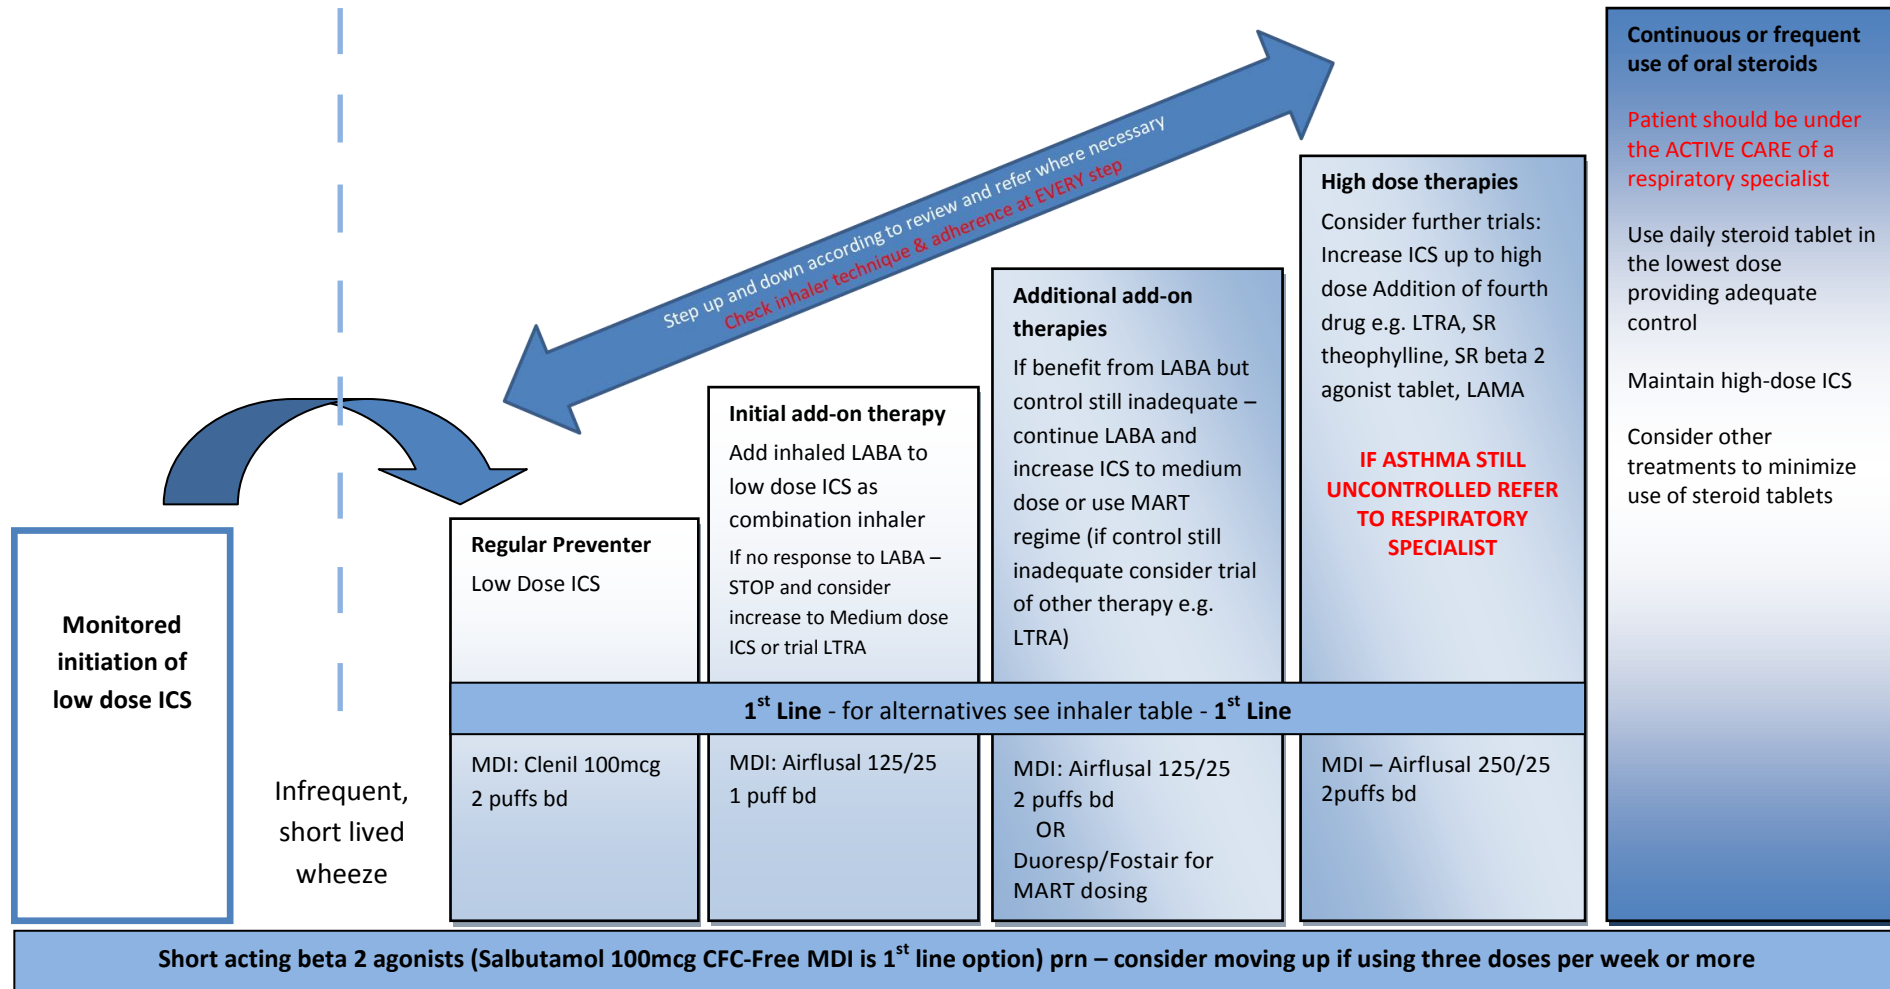 Monitored
initiation of
low dose ICS
Infrequent,
short lived
wheeze
Step up and down according to review and refer where necessary
Check inhaler technique & adherence at EVERY step
Regular Preventer
Low Dose ICS
Initial add-on therapy
Add inhaled LABA to
low dose ICS as
combination inhaler
If no response to LABA –
STOP and consider
increase to Medium dose
ICS or trial LTRA
Additional add-on
therapies
If benefit from LABA but
control still inadequate –
continue LABA and
increase ICS to medium
dose or use MART
regime (if control still
inadequate consider trial
of other therapy e.g.
LTRA)
High dose therapies
Consider further trials:
Increase ICS up to high
dose Addition of fourth
drug e.g. LTRA, SR
theophylline, SR beta 2
agonist tablet, LAMA
IF ASTHMA STILL
UNCONTROLLED REFER
TO RESPIRATORY
SPECIALIST
Continuous or frequent
use of oral steroids
Patient should be under
the ACTIVE CARE of a
respiratory specialist
Use daily steroid tablet in
the lowest dose
providing adequate
control
Maintain high-dose ICS
Consider other
treatments to minimize
use of steroid tablets
1st Line - for alternatives see inhaler table - 1st Line
MDI: Clenil 100mcg
2 puffs bd
MDI: Airflusal 125/25
1 puff bd
MDI: Airflusal 125/25
2 puffs bd
OR
Duoresp/Fostair for
MART dosing
MDI – Airflusal 250/25
2puffs bd
Short acting beta 2 agonists (Salbutamol 100mcg CFC-Free MDI is 1st line option) prn – consider moving up if using three doses per week or more